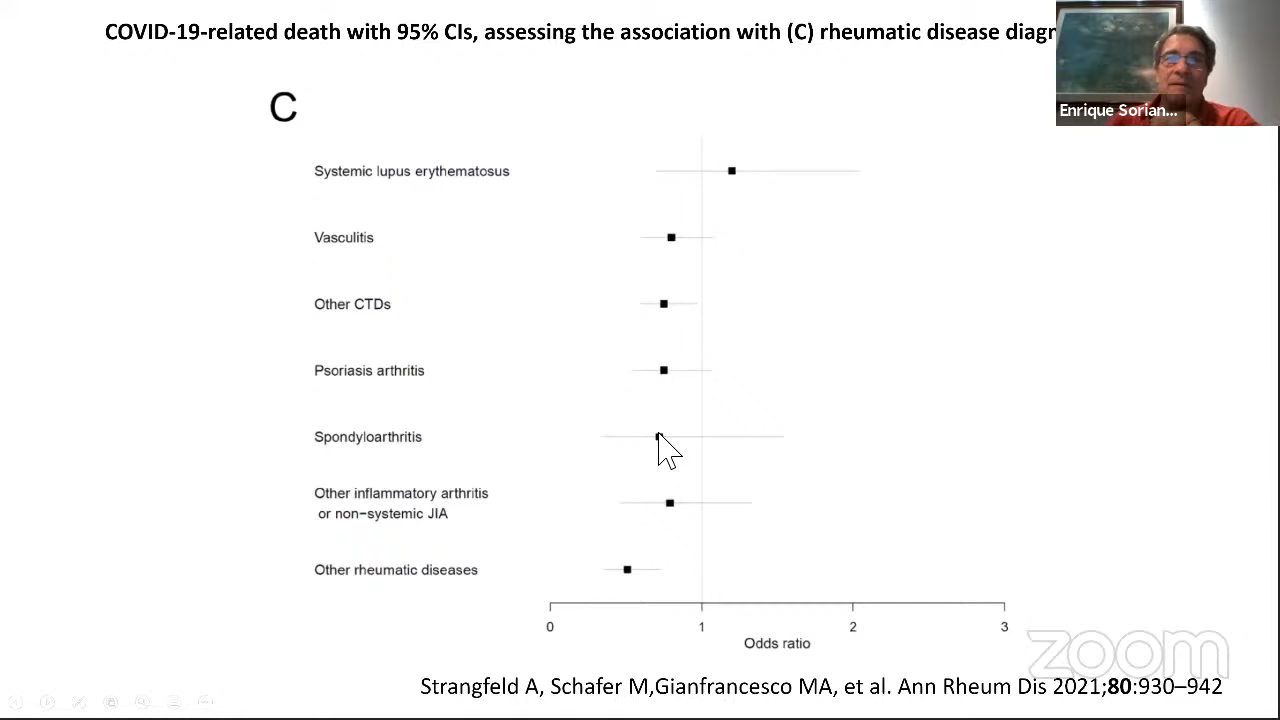 COVID-19-related death with 95% CIs, assessing the association with (C) rheumatic disease diagn
Enrique Sorian...
C
Systemic lupus erythematosus
Vasculitis
Other CTDs
Psoriasis arthritis
Spondyloarthritis
Other inflammatory arthritis
or non−systemic JIA
Other rheumatic diseases
0 1 2 3
Odds ratio
zoom
Strangfeld A, Schafer M,Gianfrancesco MA, et al. Ann Rheum Dis 2021;80:930–942